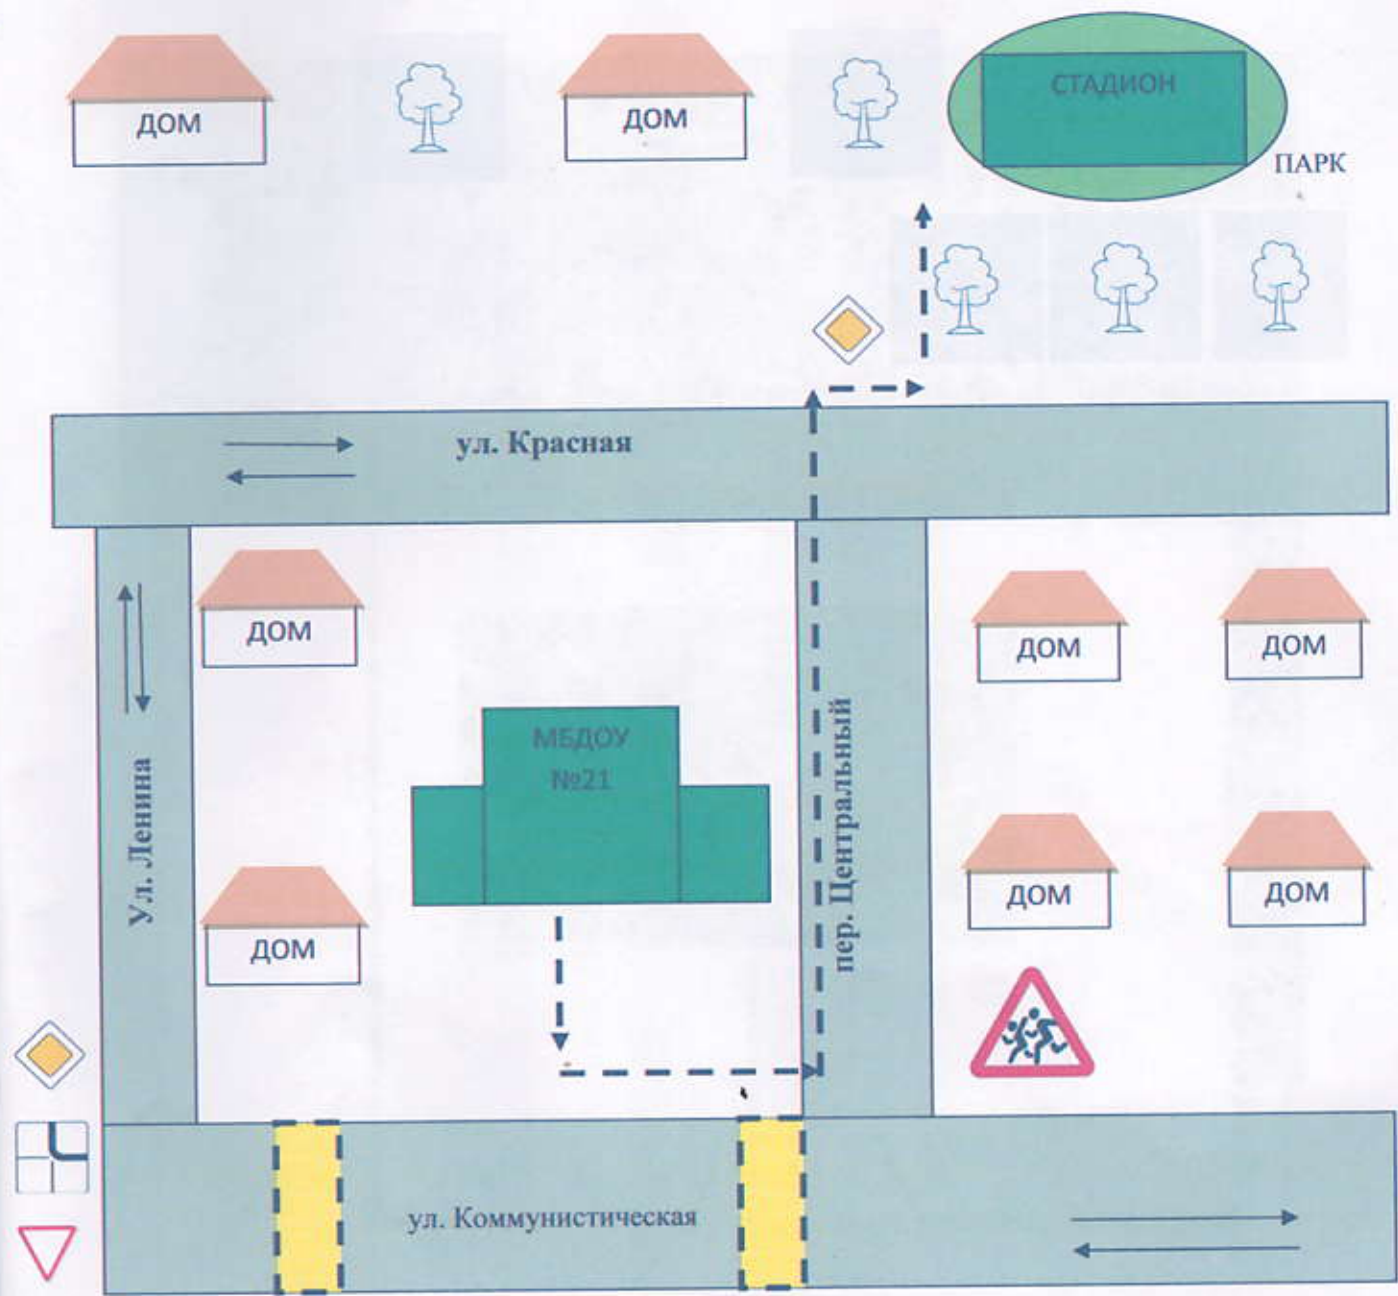 СТАДИОН
ДОМ
ДОМ
ПАРК
ул. Красная
ДОМ
ДОМ
ДОМ
МБДОУ
№21
Ул. Ленина
пер. Центральный
ДОМ
ДОМ
ДОМ
ул. Коммунистическая